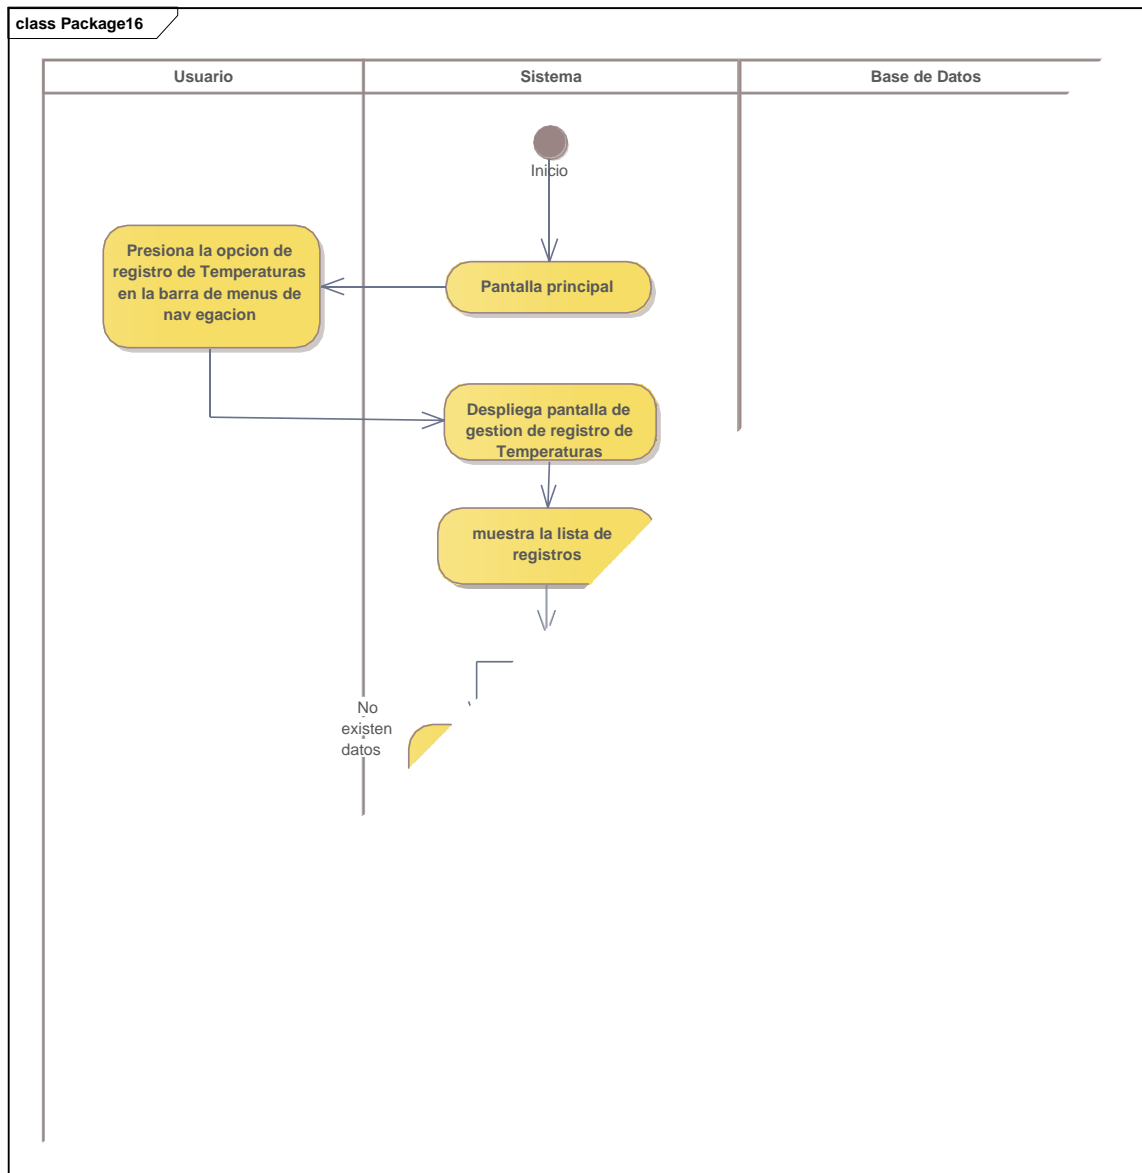 class Package16
Usuario
Sistema
Base de Datos
Inicio
Presiona la opcion de
registro de Temperaturas
en la barra de menus de
nav egacion
Pantalla principal
Despliega pantalla de
gestion de registro de
Temperaturas
muestra la lista de
registros
No
existen
datos